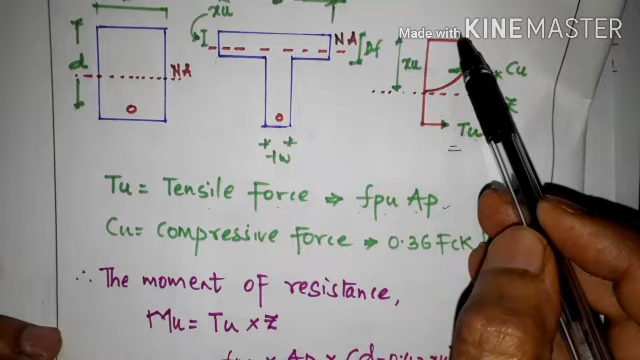 Made with KINEMASTER
xu
NA
Df
xu
Cu
d
NA
z
Tu
tw
Tu = Tensile Force ⇒ fpu Ap
Cu = Compressive Force ⇒ 0.36 Fck
∴ The moment of resistance,
Mu = Tu × z